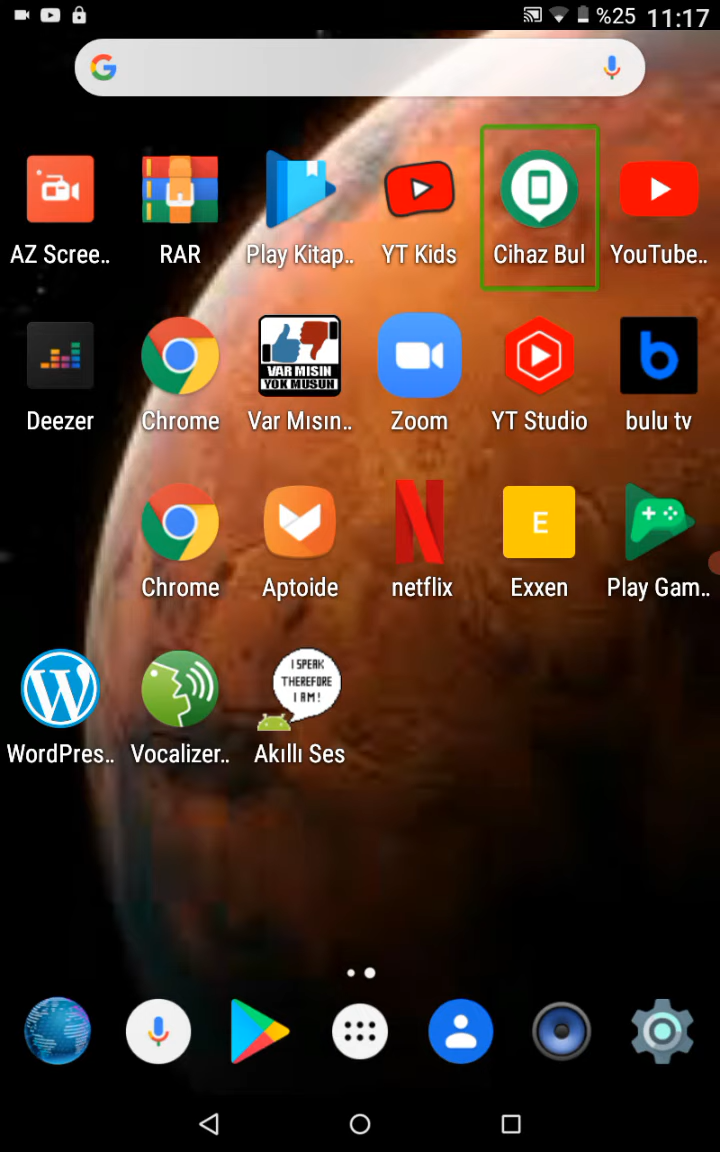 %25 11:17
AZ Scree.. RAR Play Kitap.. YT Kids Cihaz Bul YouTube..
VAR MISIN
YOK MUSUN
Deezer Chrome Var Mısın.. Zoom YT Studio bulu tv
E
Chrome Aptoide netflix Exxen Play Gam..
I SPEAK
THEREFORE
I AM!
WordPres.. Vocalizer.. Akıllı Ses